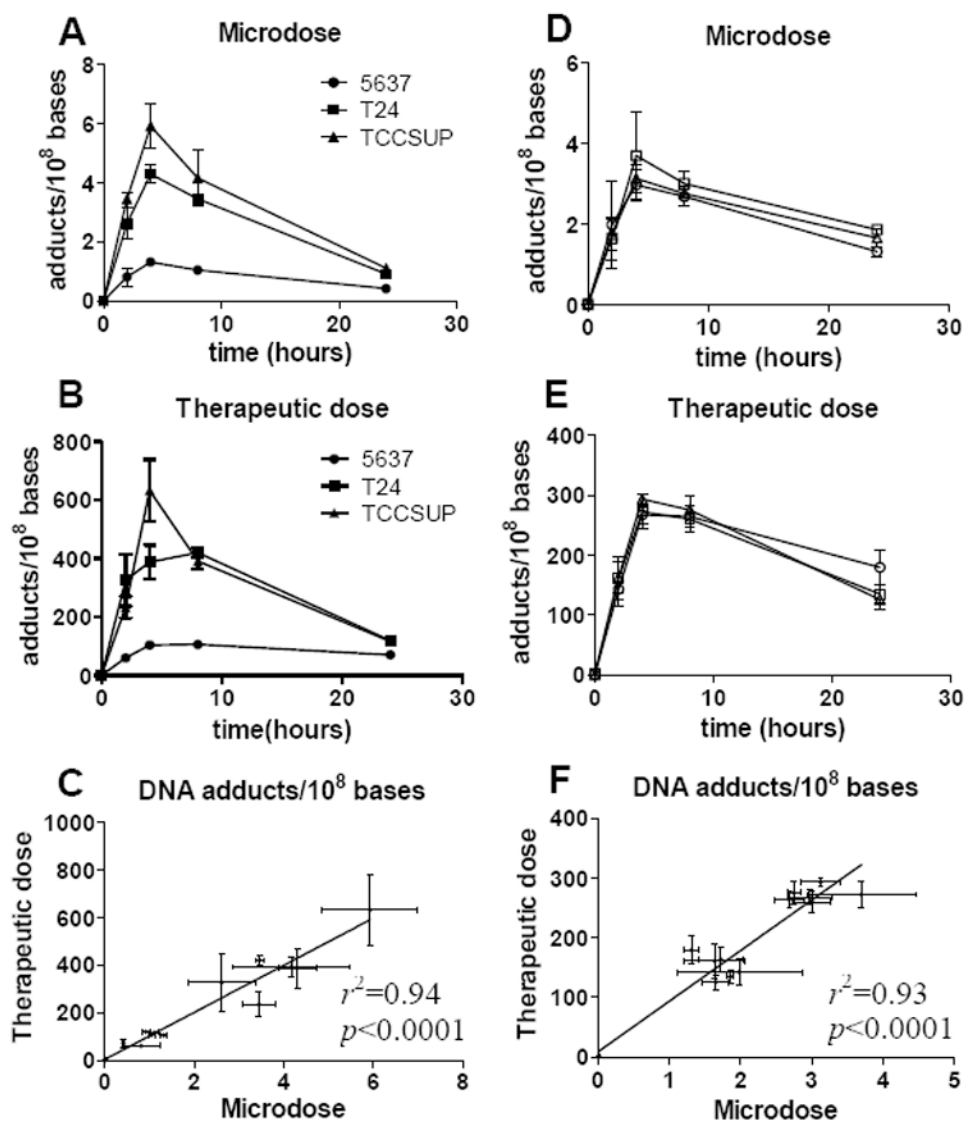 A
Microdose
adducts/10⁸ bases
8
6
4
2
0
5637
T24
TCCSUP
0 10 20 30
time (hours)
D
Microdose
adducts/10⁸ bases
6
4
2
0
0 10 20 30
time (hours)
B
Therapeutic dose
adducts/10⁸ bases
800
600
400
200
0
5637
T24
TCCSUP
0 10 20 30
time(hours)
E
Therapeutic dose
adducts/10⁸ bases
400
300
200
100
0
0 10 20 30
time (hours)
C
DNA adducts/10⁸ bases
Therapeutic dose
1000
800
600
400
200
0
r²=0.94
p<0.0001
0 2 4 6 8
Microdose
F
DNA adducts/10⁸ bases
Therapeutic dose
400
300
200
100
0
r²=0.93
p<0.0001
0 1 2 3 4 5
Microdose